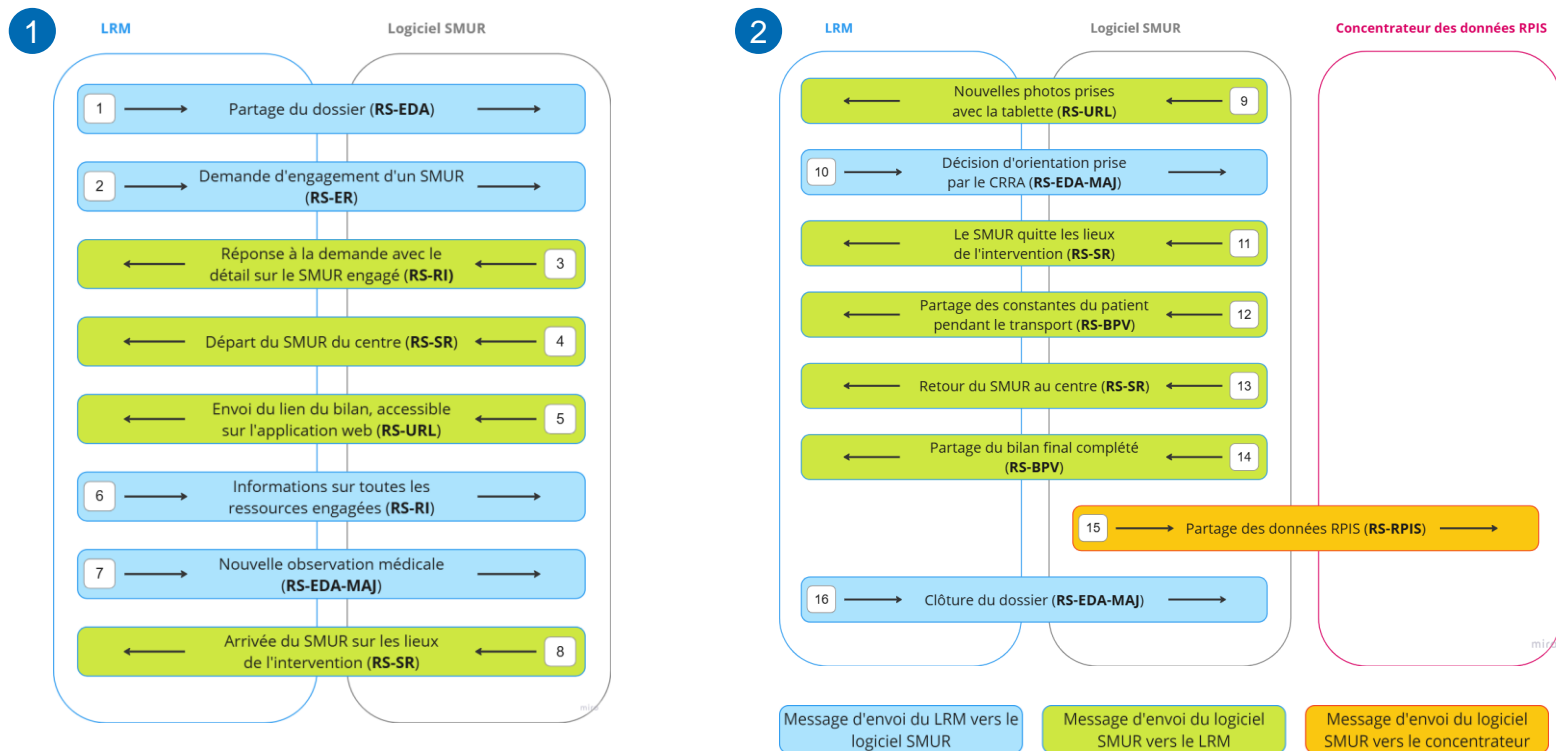 1
LRM
Logiciel SMUR
1
Partage du dossier (RS-EDA)
2
Demande d'engagement d'un SMUR
(RS-ER)
Réponse à la demande avec le
détail sur le SMUR engagé (RS-RI)
3
Départ du SMUR du centre (RS-SR)
4
Envoi du lien du bilan, accessible
sur l'application web (RS-URL)
5
6
Informations sur toutes les
ressources engagées (RS-RI)
7
Nouvelle observation médicale
(RS-EDA-MAJ)
Arrivée du SMUR sur les lieux
de l'intervention (RS-SR)
8
miro
2
LRM
Logiciel SMUR
Concentrateur des données RPIS
Nouvelles photos prises
avec la tablette (RS-URL)
9
10
Décision d'orientation prise
par le CRRA (RS-EDA-MAJ)
Le SMUR quitte les lieux
de l'intervention (RS-SR)
11
Partage des constantes du patient
pendant le transport (RS-BPV)
12
Retour du SMUR au centre (RS-SR)
13
Partage du bilan final complété
(RS-BPV)
14
15
Partage des données RPIS (RS-RPIS)
16
Clôture du dossier (RS-EDA-MAJ)
miro
Message d'envoi du LRM vers le
logiciel SMUR
Message d'envoi du logiciel
SMUR vers le LRM
Message d'envoi du logiciel
SMUR vers le concentrateur